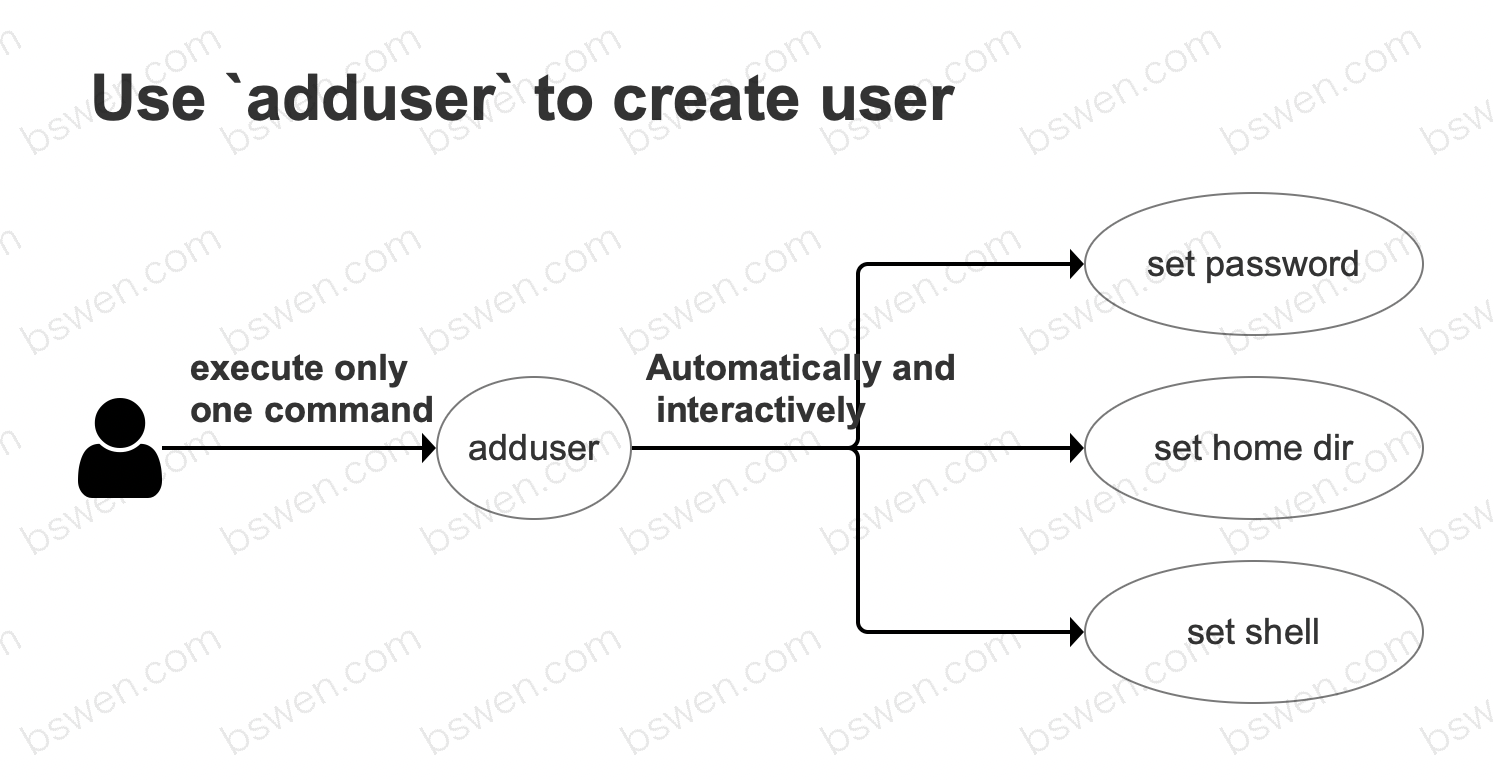 Use `adduser` to create user
set password
execute only
one command
Automatically and
interactively
adduser
set home dir
set shell
bswen.com